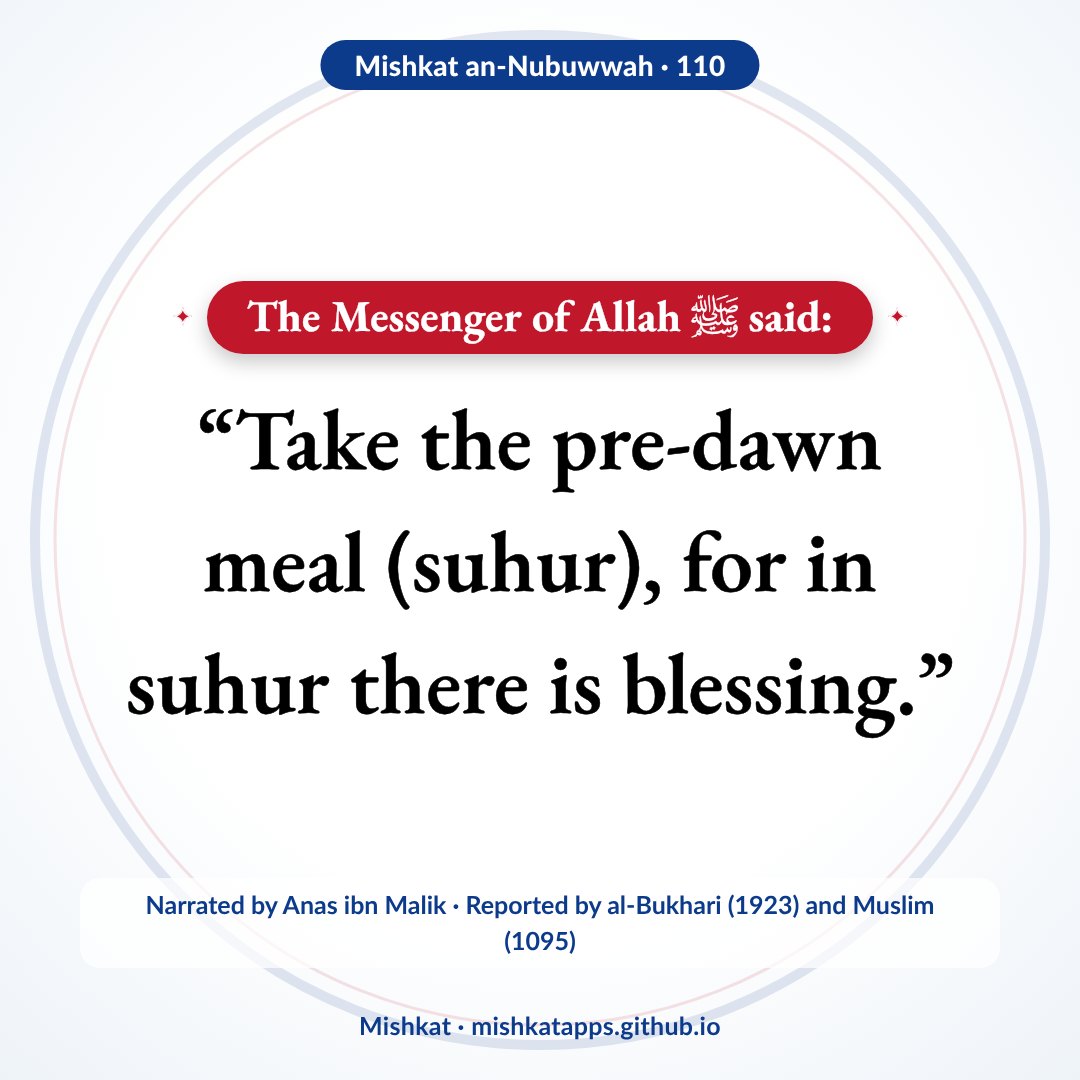 Mishkat an-Nubuwwah · 110
The Messenger of Allah ﷺ said:
“Take the pre-dawn
meal (suhur), for in
suhur there is blessing.”
Narrated by Anas ibn Malik · Reported by al-Bukhari (1923) and Muslim
(1095)
Mishkat · mishkatapps.github.io